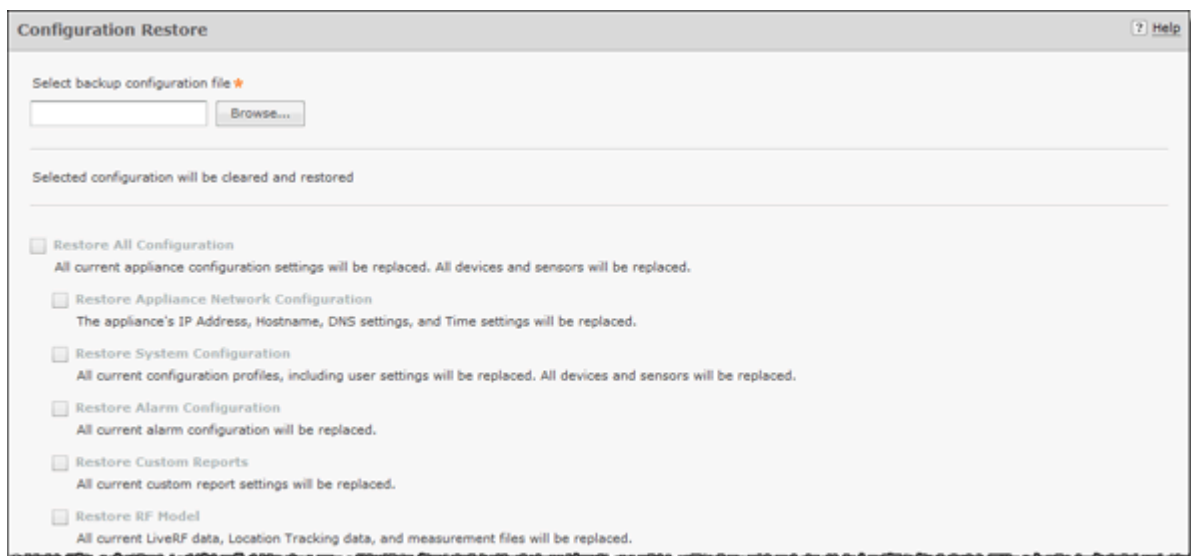 Configuration Restore
? Help
Select backup configuration file*
Browse...
Selected configuration will be cleared and restored
Restore All Configuration
All current appliance configuration settings will be replaced. All devices and sensors will be replaced.
Restore Appliance Network Configuration
The appliance's IP Address, Hostname, DNS settings, and Time settings will be replaced.
Restore System Configuration
All current configuration profiles, including user settings will be replaced. All devices and sensors will be replaced.
Restore Alarm Configuration
All current alarm configuration will be replaced.
Restore Custom Reports
All current custom report settings will be replaced.
Restore RF Model
All current LiveRF data, Location Tracking data, and measurement files will be replaced.